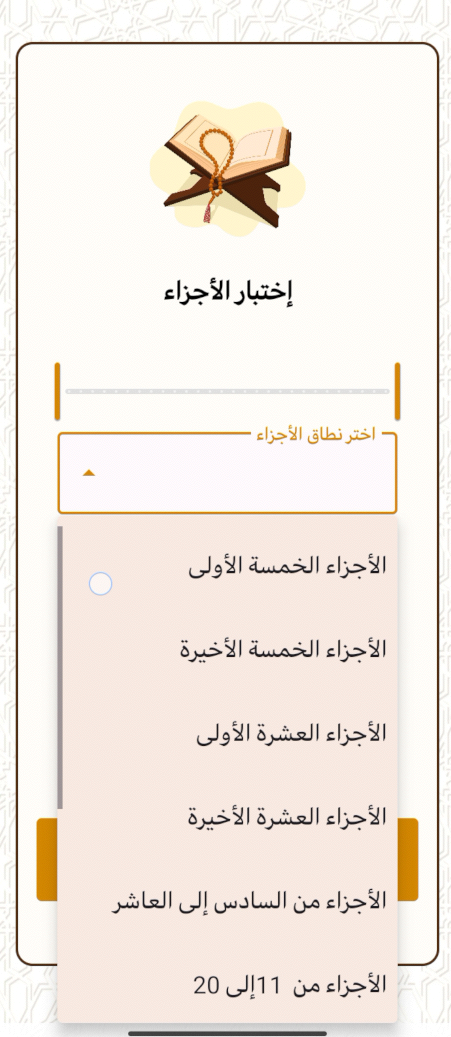 إختبار الأجزاء
اختر نطاق الأجزاء
الأجزاء الخمسة الأولى
الأجزاء الخمسة الأخيرة
الأجزاء العشرة الأولى
الأجزاء العشرة الأخيرة
الأجزاء من السادس إلى العاشر
الأجزاء من 11إلى 20